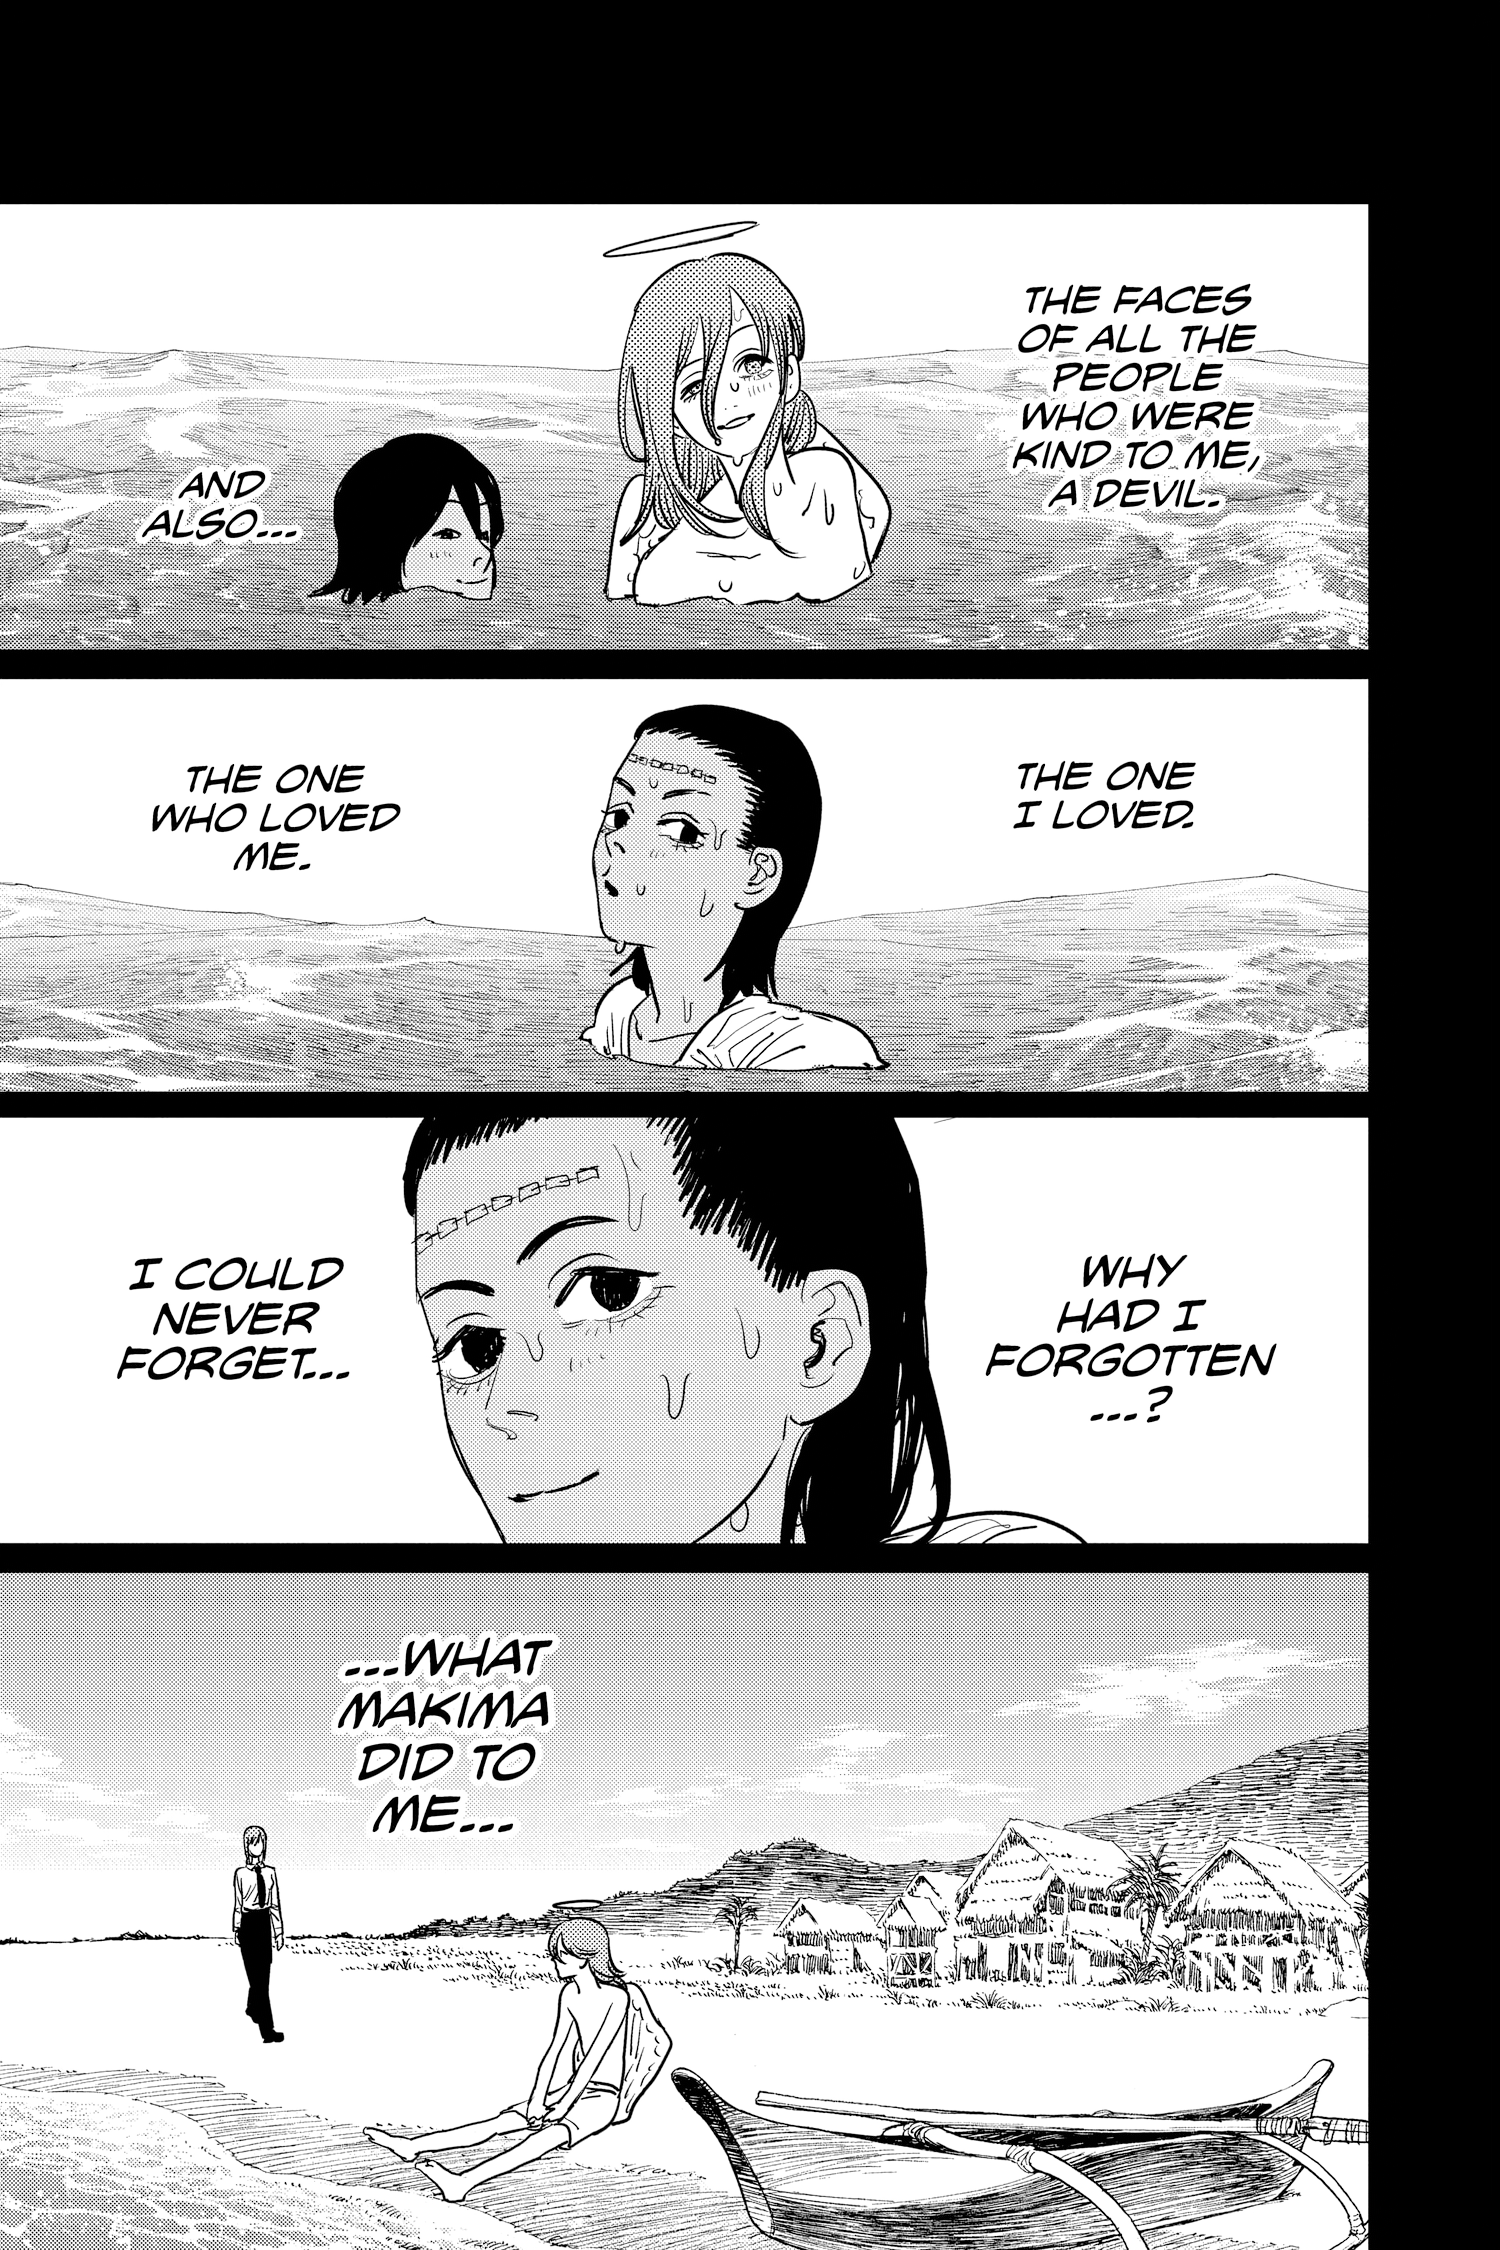 THE FACES
OF ALL THE
PEOPLE
WHO WERE
KIND TO ME,
A DEVIL.
AND
ALSO...
THE ONE
I LOVED.
THE ONE
WHO LOVED
ME.
WHY
HAD I
FORGOTTEN
...?
I COULD
NEVER
FORGET...
...WHAT
MAKIMA
DID TO
ME...